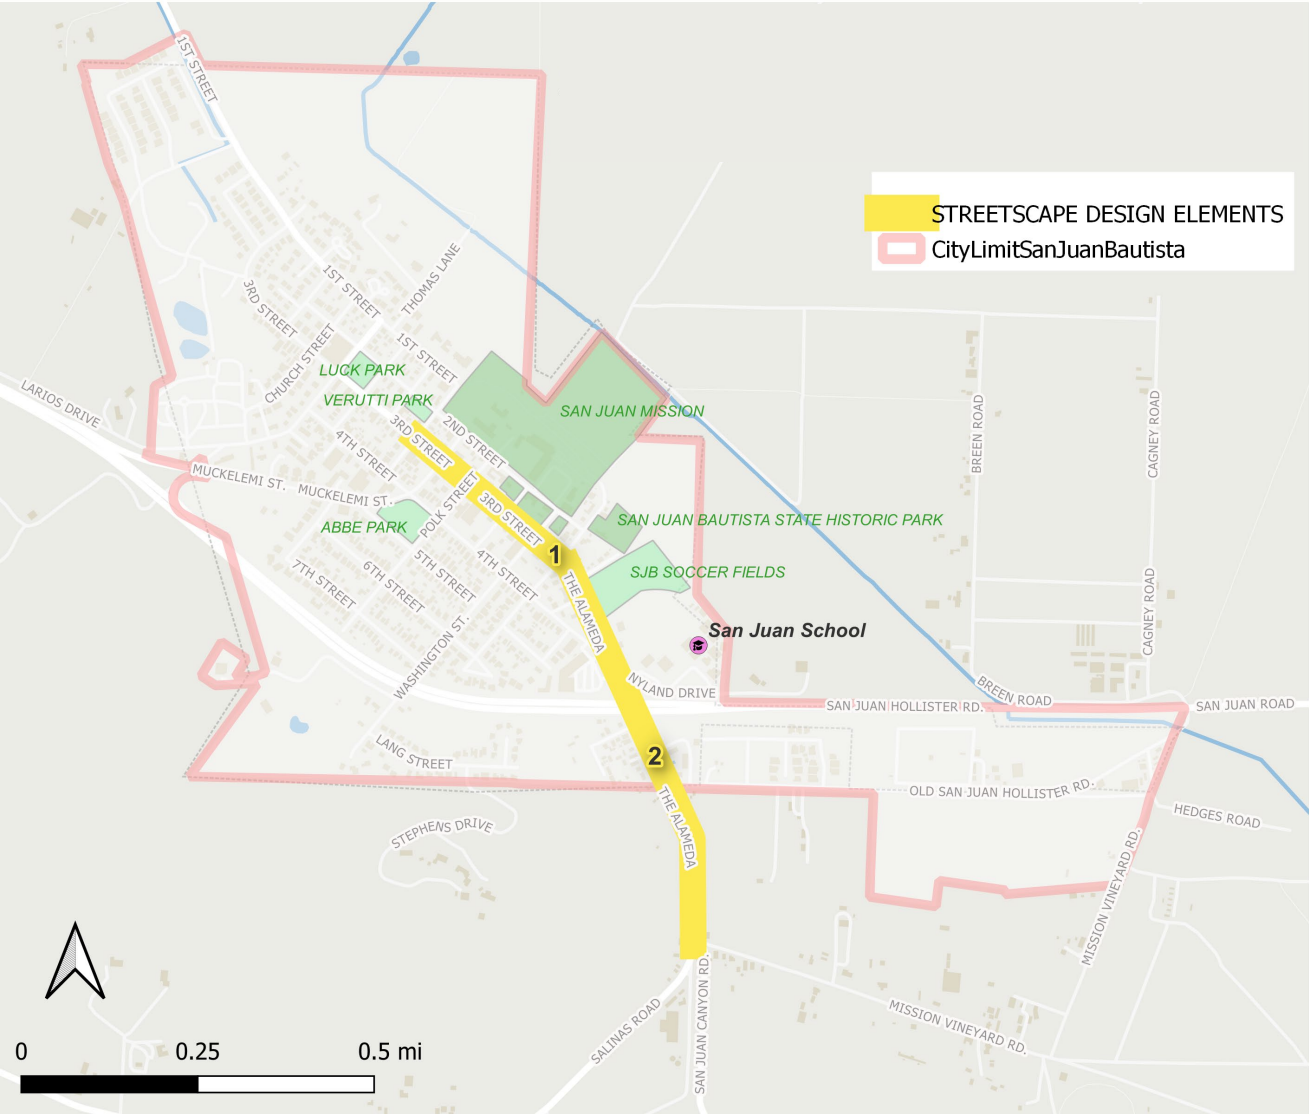 1ST STREET
STREETSCAPE DESIGN ELEMENTS
CityLimitSanJuanBautista
THOMAS LANE
1ST STREET
3RD STREET
1ST STREET
CHURCH STREET
LUCK PARK
LARIOS DRIVE
VERUTTI PARK
SAN JUAN MISSION
BREEN ROAD
CAGNEY ROAD
3RD STREET
2ND STREET
4TH STREET
MUCKELEMI ST.
MUCKELEMI ST.
POLK STREET
3RD STREET
ABBE PARK
SAN JUAN BAUTISTA STATE HISTORIC PARK
1
7TH STREET
6TH STREET
5TH STREET
4TH STREET
THE ALAMEDA
SJB SOCCER FIELDS
CAGNEY ROAD
San Juan School
WASHINGTON ST.
NYLAND DRIVE
BREEN ROAD
SAN JUAN HOLLISTER RD.
SAN JUAN ROAD
LANG STREET
2
OLD SAN JUAN HOLLISTER RD.
THE ALAMEDA
HEDGES ROAD
STEPHENS DRIVE
MISSION VINEYARD RD.
SALINAS ROAD
SAN JUAN CANYON RD.
MISSION VINEYARD RD.
0 0.25 0.5 mi